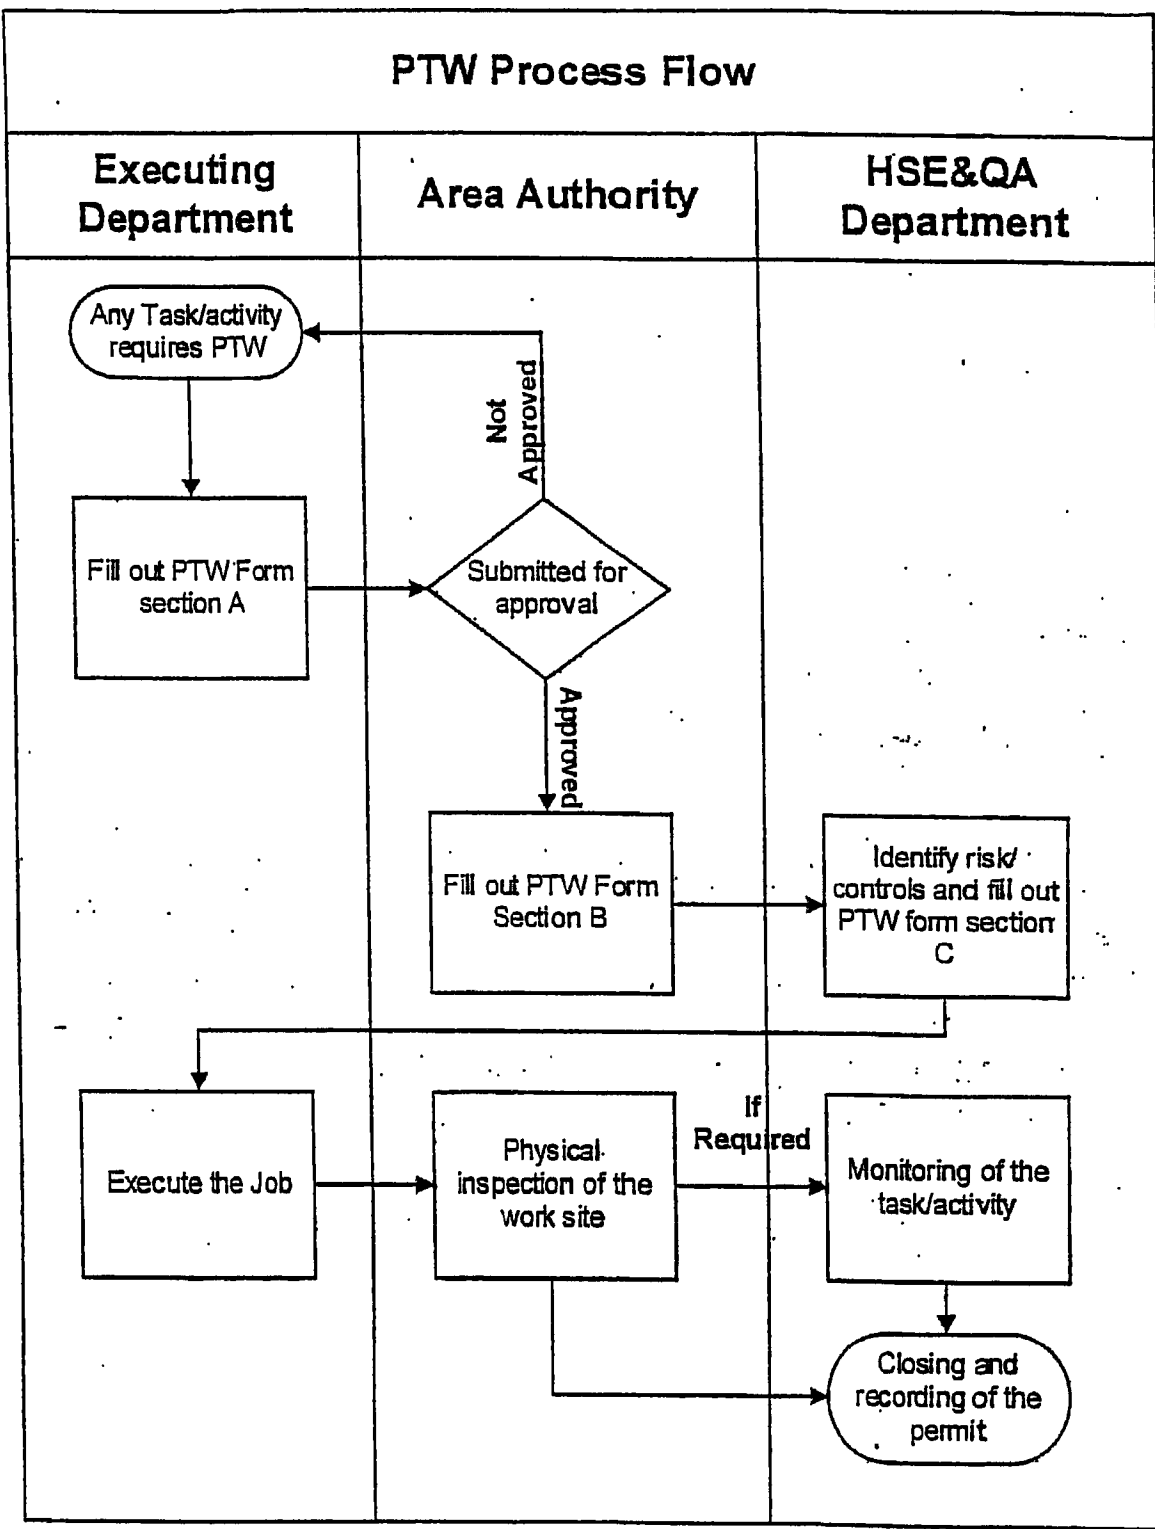 PTW Process Flow
Executing
Department
Area Authority
HSE&QA
Department
Any Task/activity
requires PTW
Not
Approved
Fill out PTW Form
section A
Submitted for
approval
Approved
Fill out PTW Form
Section B
Identify risk/
controls and fill out
PTW form section
C
Execute the Job
Physical
inspection of the
work site
If
Required
Monitoring of the
task/activity
Closing and
recording of the
permit